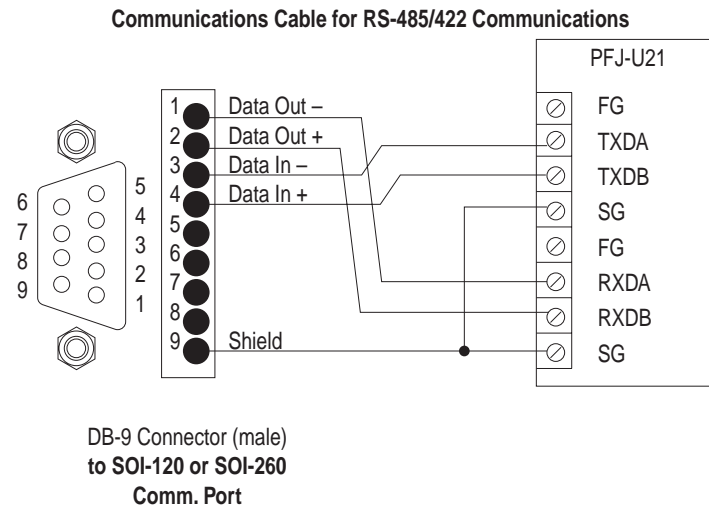 Communications Cable for RS-485/422 Communications
PFJ-U21
1 Data Out –
2 Data Out +
3 Data In –
4 Data In +
5
6
7
8
9 Shield
FG
TXDA
TXDB
SG
FG
RXDA
RXDB
SG
6
7
8
9
5
4
3
2
1
DB-9 Connector (male)
to SOI-120 or SOI-260
Comm. Port